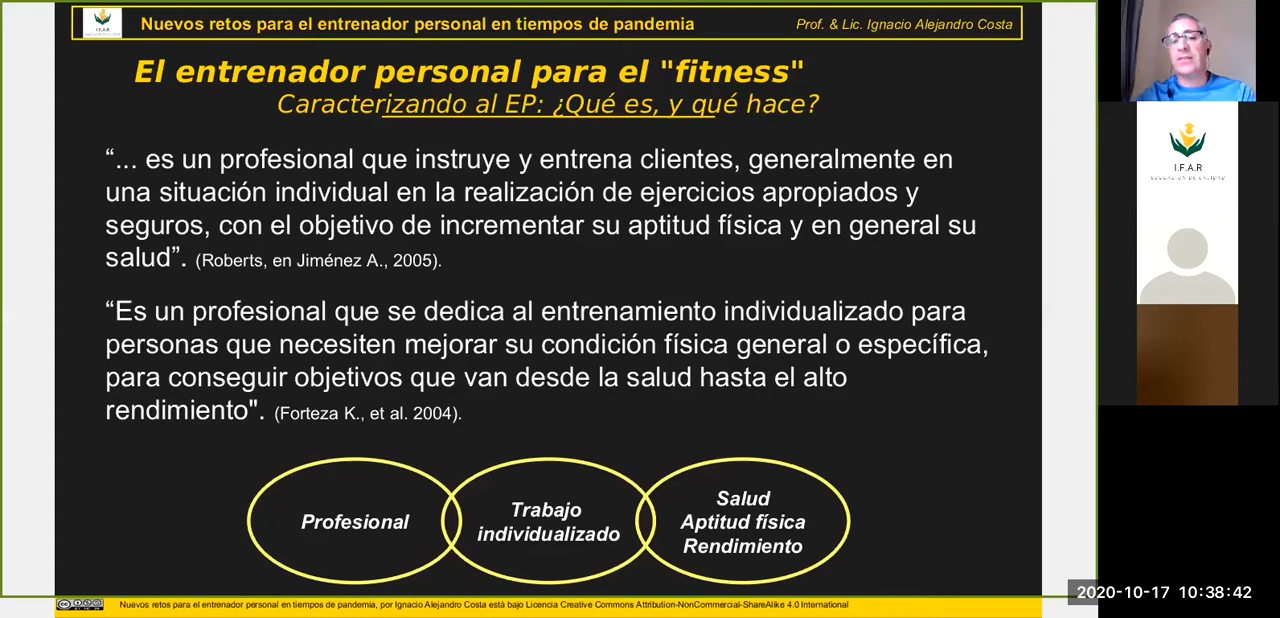 I.F.A.R
Nuevos retos para el entrenador personal en tiempos de pandemia
Prof. & Lic. Ignacio Alejandro Costa
El entrenador personal para el "fitness"
Caracterizando al EP: ¿Qué es, y qué hace?
“... es un profesional que instruye y entrena clientes, generalmente en
una situación individual en la realización de ejercicios apropiados y
seguros, con el objetivo de incrementar su aptitud física y en general su
salud”. (Roberts, en Jiménez A., 2005).
“Es un profesional que se dedica al entrenamiento individualizado para
personas que necesiten mejorar su condición física general o específica,
para conseguir objetivos que van desde la salud hasta el alto
rendimiento". (Forteza K., et al. 2004).
Profesional
Trabajo
individualizado
Salud
Aptitud física
Rendimiento
Nuevos retos para el entrenador personal en tiempos de pandemia, por Ignacio Alejandro Costa está bajo Licencia Creative Commons Attribution-NonCommercial-ShareAlike 4.0 International
I.F.A.R
2020-10-17 10:38:42